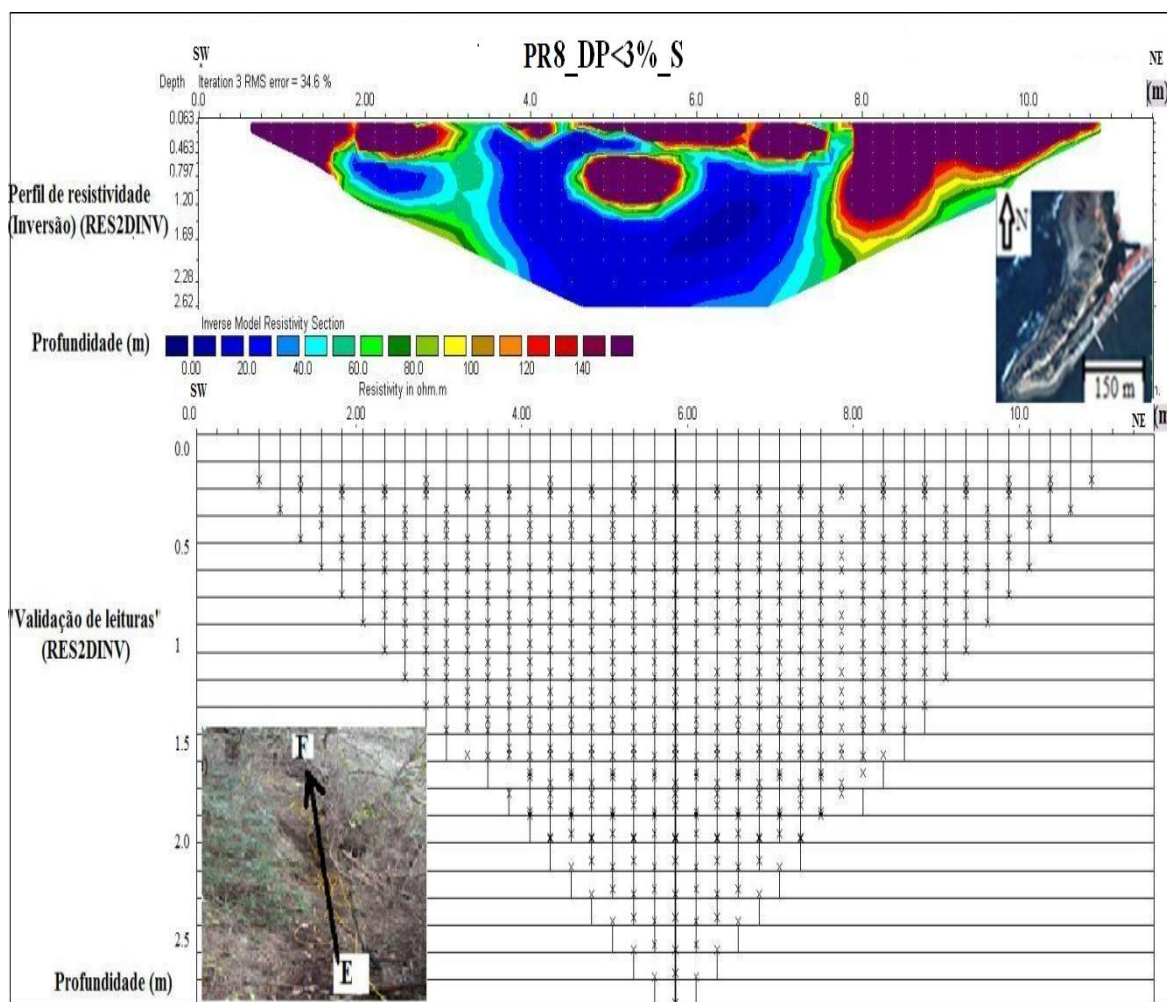 SW
PR8_DP<3%_S
NE
Depth Iteration 3 RMS error = 34.6 %
(m)
0.0 2.00 4.0 6.0 8.0 10.0
0.063
0.463
0.797
1.20
1.69
2.28
2.62
Perfil de resistividade
(Inversão) (RES2DINV)
N
150 m
Inverse Model Resistivity Section
Profundidade (m)
0.00 20.0 40.0 60.0 80.0 100 120 140
Resistivity in ohm.m
SW
NE
0.0 2.00 4.00 6.00 8.00 10.0
0.0
0.5
1
1.5
2.0
2.5
"Validação de leituras"
(RES2DINV)
F
E
Profundidade (m)